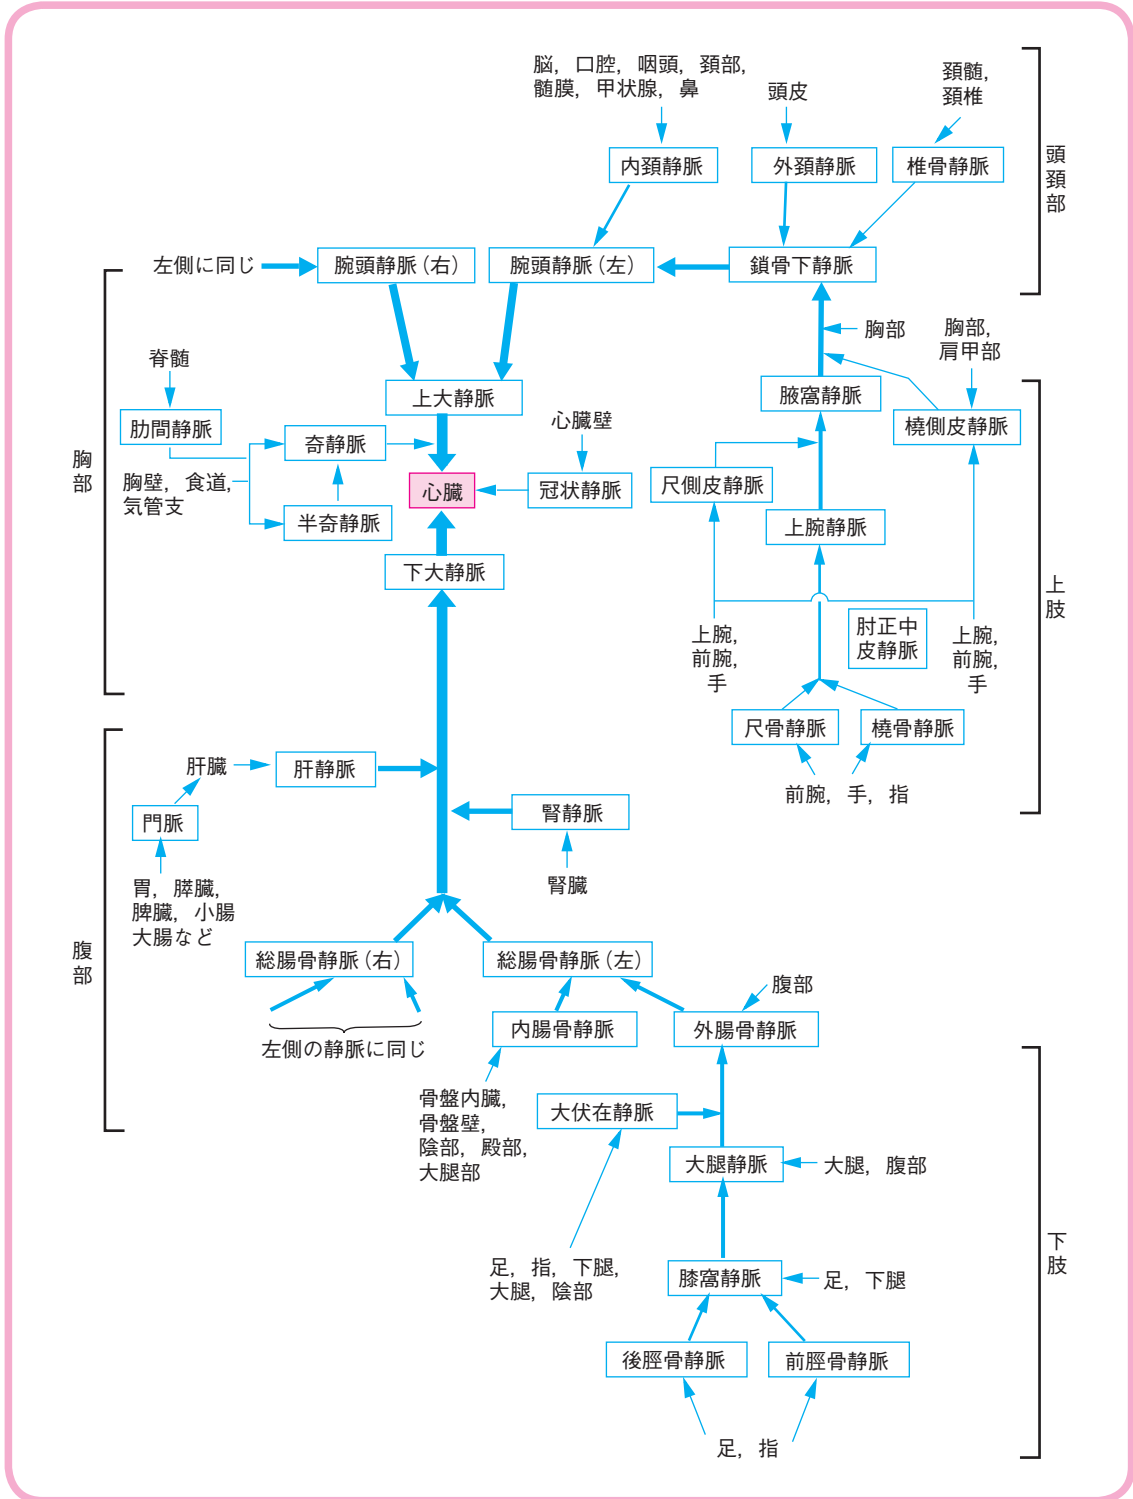 脳，口腔，咽頭，頚部，
髄膜，甲状腺，鼻
頭皮
頚髄，
頚椎
内頚静脈
外頚静脈
椎骨静脈
頭頚部
左側に同じ
腕頭静脈（右）
腕頭静脈（左）
鎖骨下静脈
胸部
胸部，
肩甲部
脊髄
上大静脈
腋窩静脈
橈側皮静脈
肋間静脈
奇静脈
心臓壁
胸部
胸壁，食道，
気管支
心臓
冠状静脈
尺側皮静脈
半奇静脈
上腕静脈
下大静脈
上肢
上腕，
前腕，
手
肘正中
皮静脈
上腕，
前腕，
手
尺骨静脈
橈骨静脈
前腕，手，指
肝臓
肝静脈
門脈
腎静脈
腎臓
胃，膵臓，
脾臓，小腸
大腸など
腹部
総腸骨静脈（右）
総腸骨静脈（左）
腹部
左側の静脈に同じ
内腸骨静脈
外腸骨静脈
骨盤内臓，
骨盤壁，
陰部，殿部，
大腿部
大伏在静脈
大腿静脈
大腿，腹部
足，指，下腿，
大腿，陰部
膝窩静脈
足，下腿
下肢
後脛骨静脈
前脛骨静脈
足，指